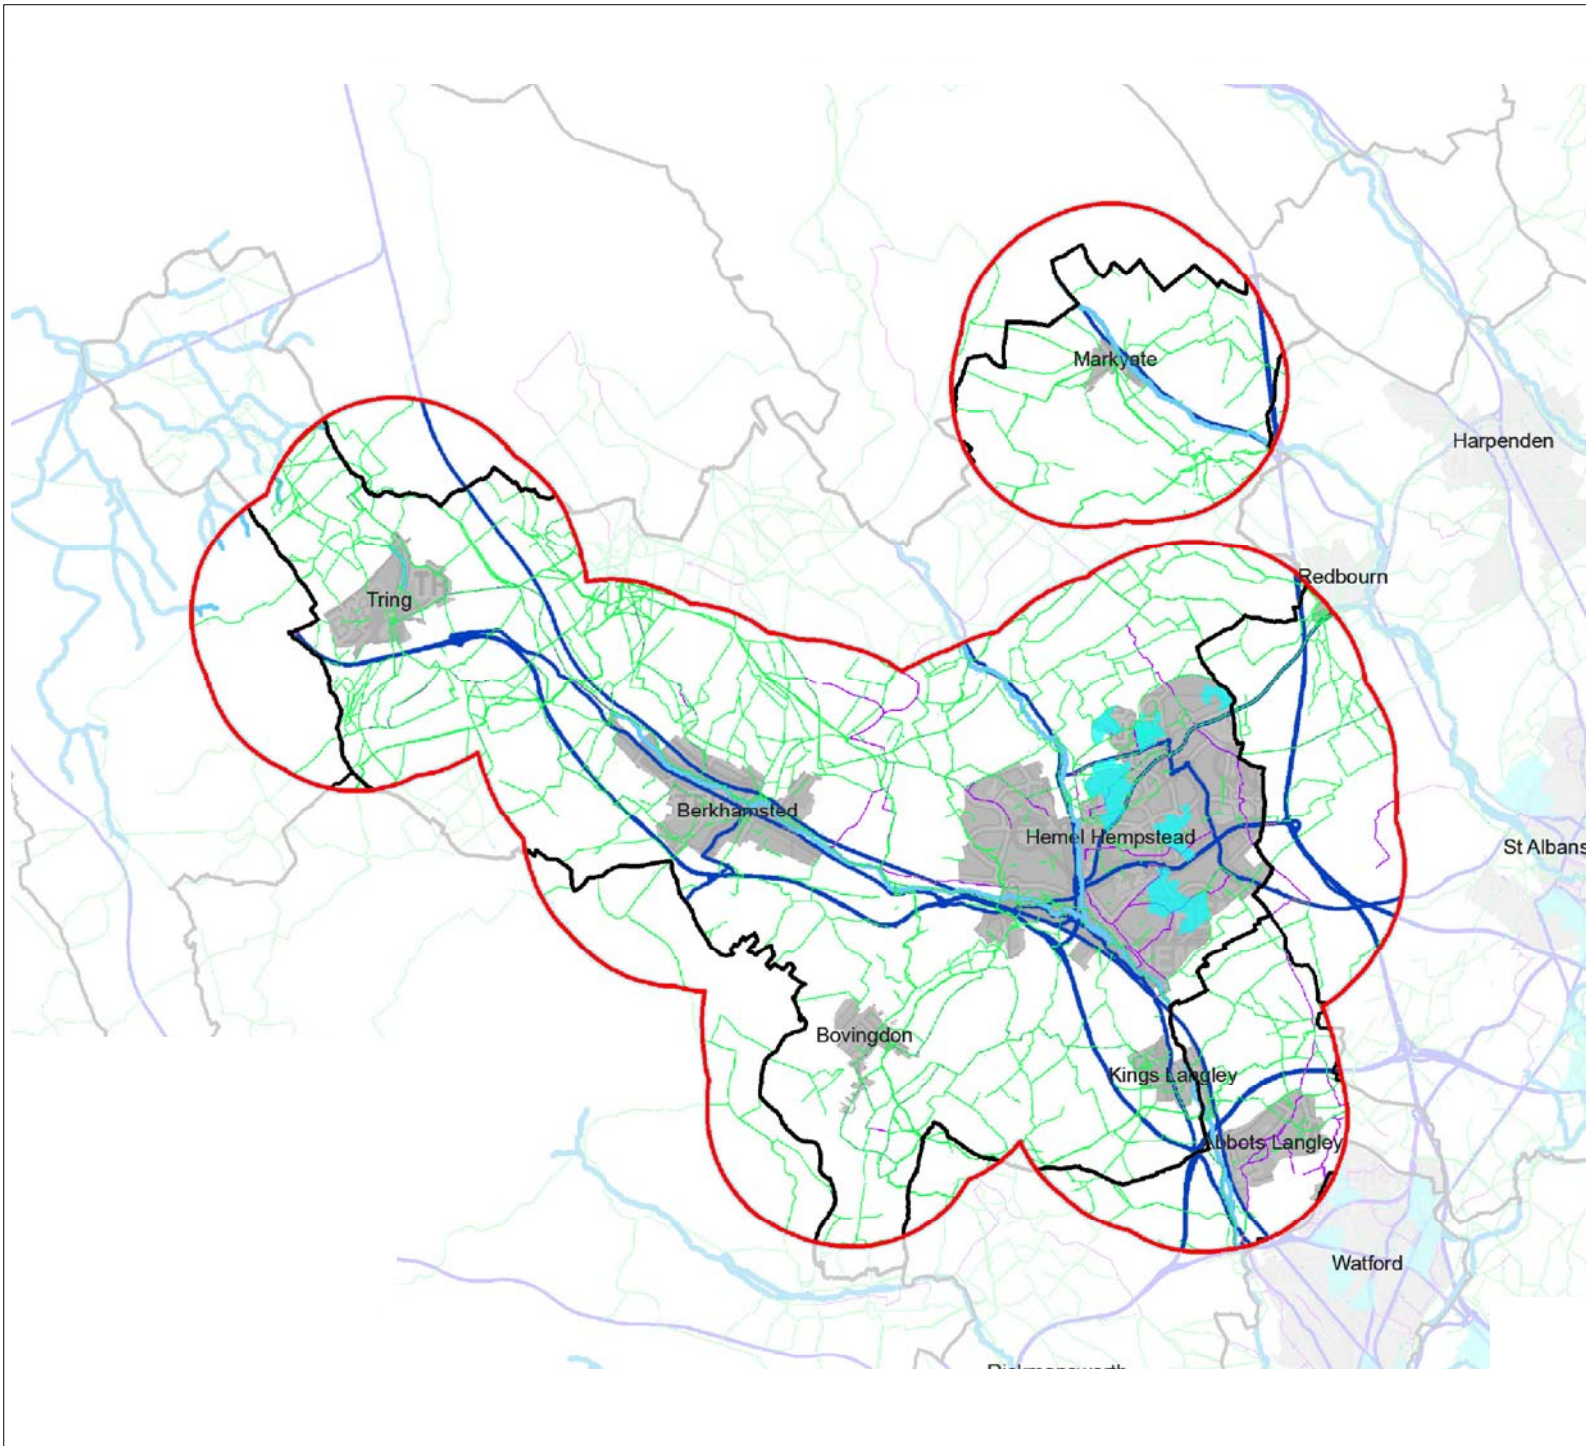 Markyate
Harpenden
Redbourn
Tring
Berkhamsted
Hemel Hempstead
St Albans
Bovingdon
Kings Langley
Abbots Langley
Watford